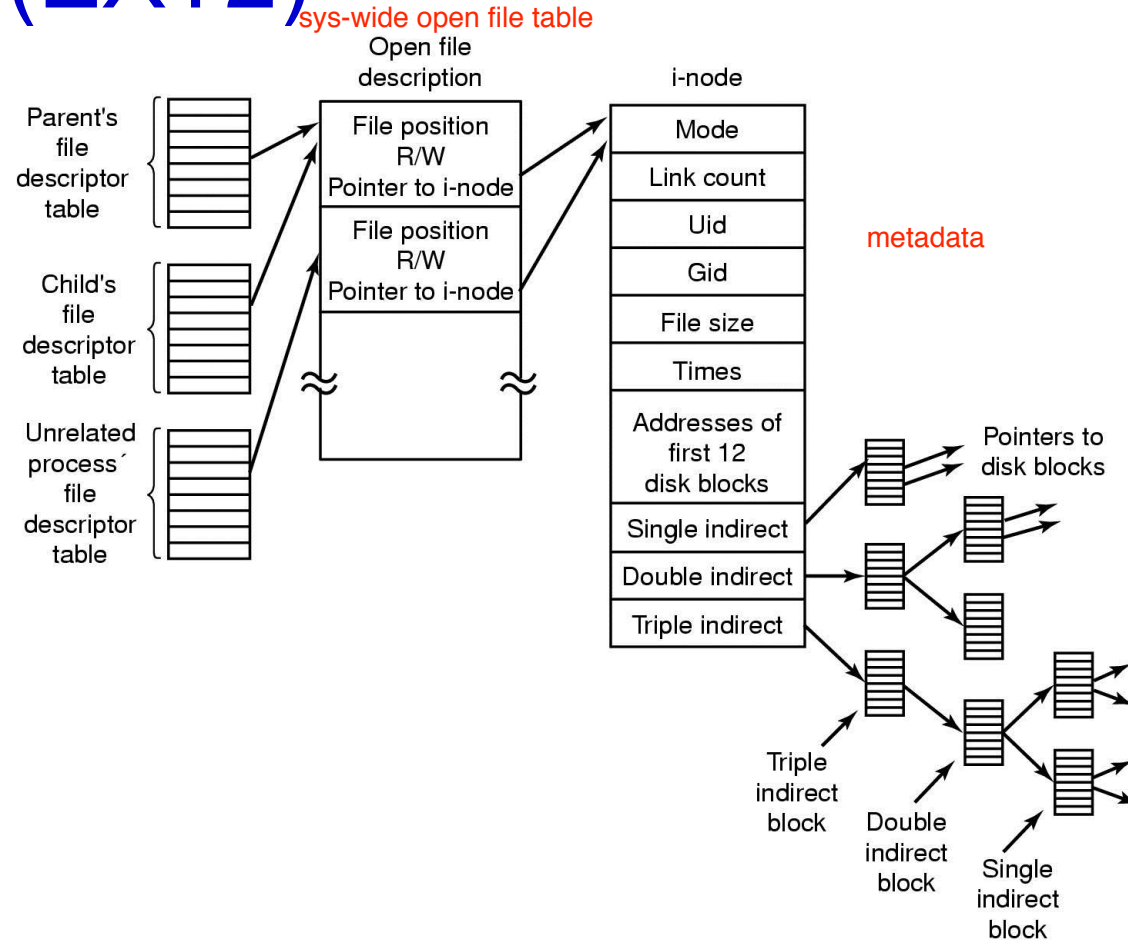 (EXT2)
sys-wide open file table
Open file
description
i-node
Parent's
file
descriptor
table
Child's
file
descriptor
table
Unrelated
process´
file
descriptor
table
File position
R/W
Pointer to i-node
File position
R/W
Pointer to i-node
Mode
Link count
Uid
Gid
File size
Times
Addresses of
first 12
disk blocks
Single indirect
Double indirect
Triple indirect
metadata
Pointers to
disk blocks
Triple
indirect
block
Double
indirect
block
Single
indirect
block